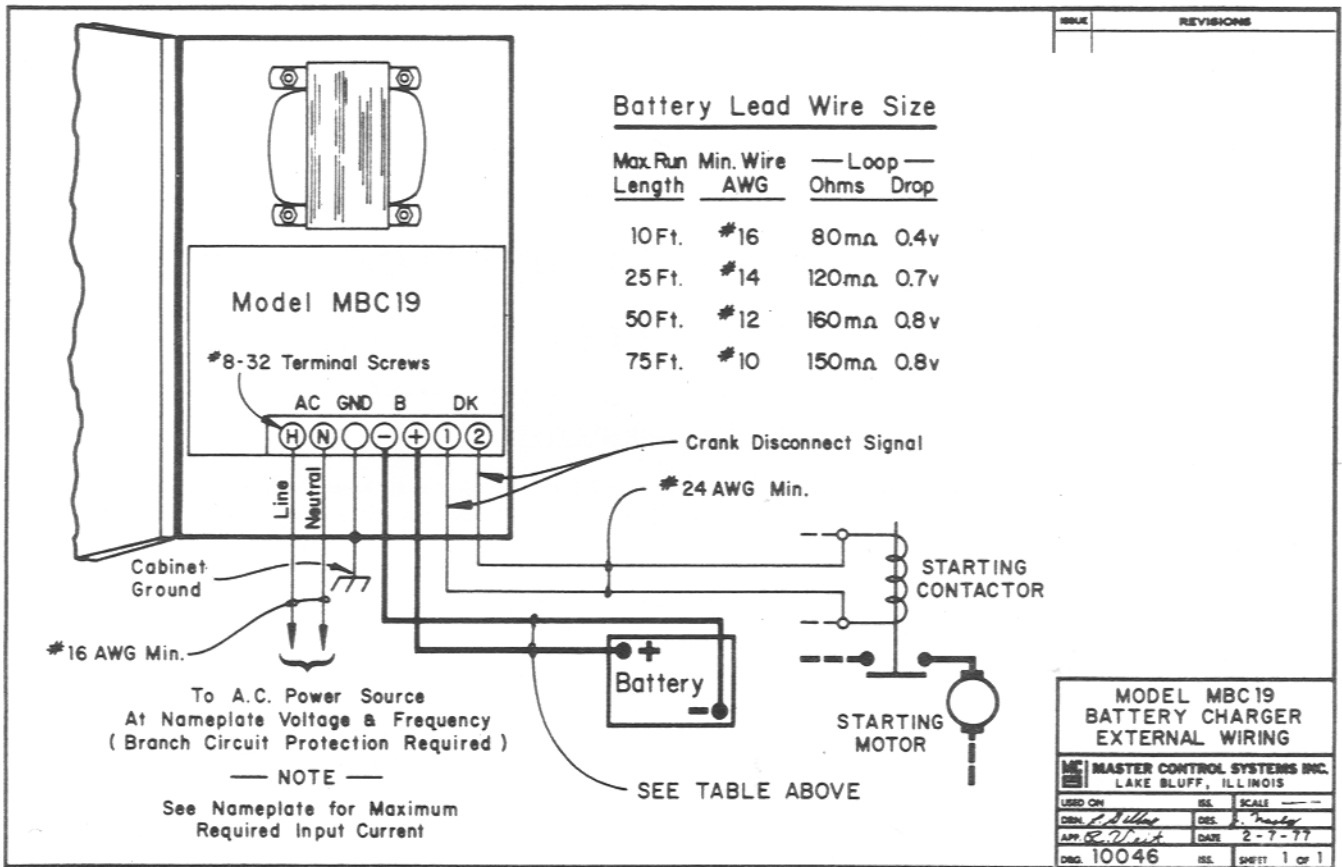 ISSUE REVISIONS
Battery Lead Wire Size
Max. Run Length Min. Wire AWG — Loop — Ohms Drop
10 Ft. #16 80mΩ 0.4v
25 Ft. #14 120mΩ 0.7v
50 Ft. #12 160mΩ 0.8v
75 Ft. #10 150mΩ 0.8v
Model MBC19
#8-32 Terminal Screws
AC GND B DK
H N − + 1 2
Line
Neutral
Crank Disconnect Signal
#24 AWG Min.
Cabinet
Ground
#16 AWG Min.
STARTING
CONTACTOR
+
Battery
−
STARTING
MOTOR
To A.C. Power Source
At Nameplate Voltage & Frequency
( Branch Circuit Protection Required )
— NOTE —
See Nameplate for Maximum
Required Input Current
SEE TABLE ABOVE
MODEL MBC19
BATTERY CHARGER
EXTERNAL WIRING
MC MASTER CONTROL SYSTEMS INC.
LAKE BLUFF, ILLINOIS
USED ON ISS. SCALE —
DRN. DES.
APP. DATE 2-7-77
DRG. 10046 ISS. SHEET 1 OF 1